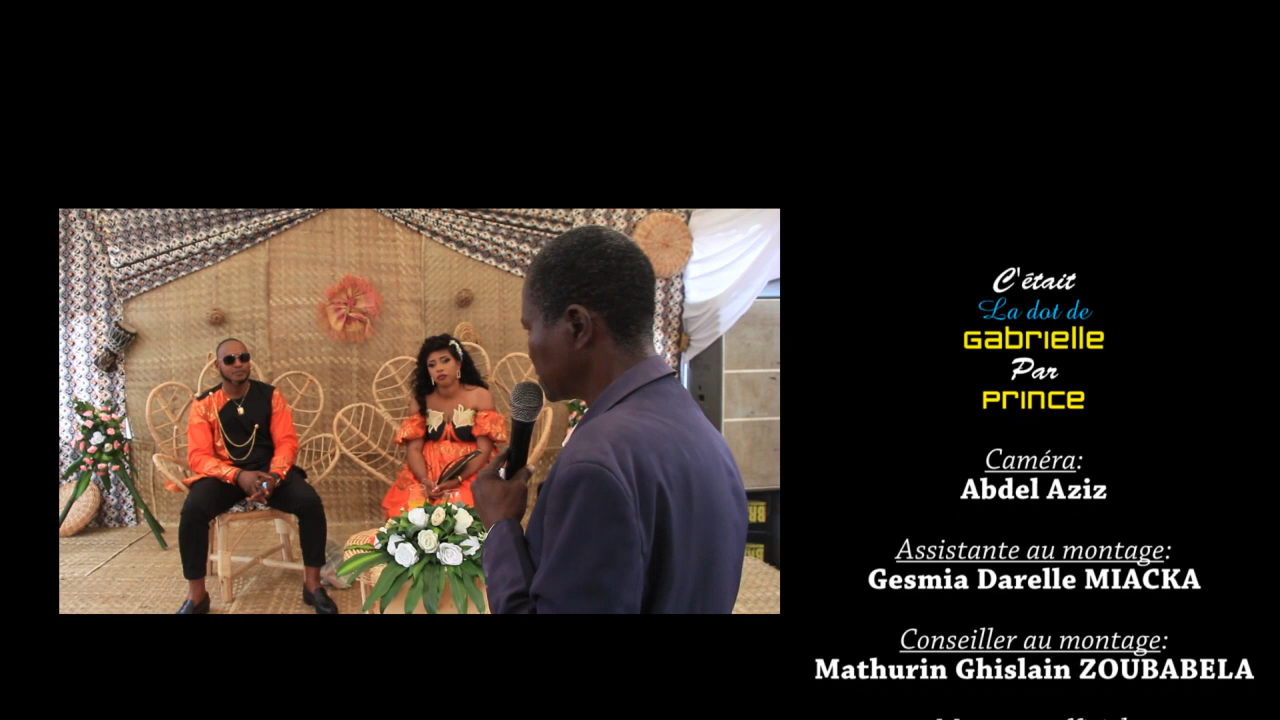 C'était
La dot de
Gabrielle
Par
Prince
Caméra:
Abdel Aziz
Assistante au montage:
Gesmia Darelle MIACKA
Conseiller au montage:
Mathurin Ghislain ZOUBABELA